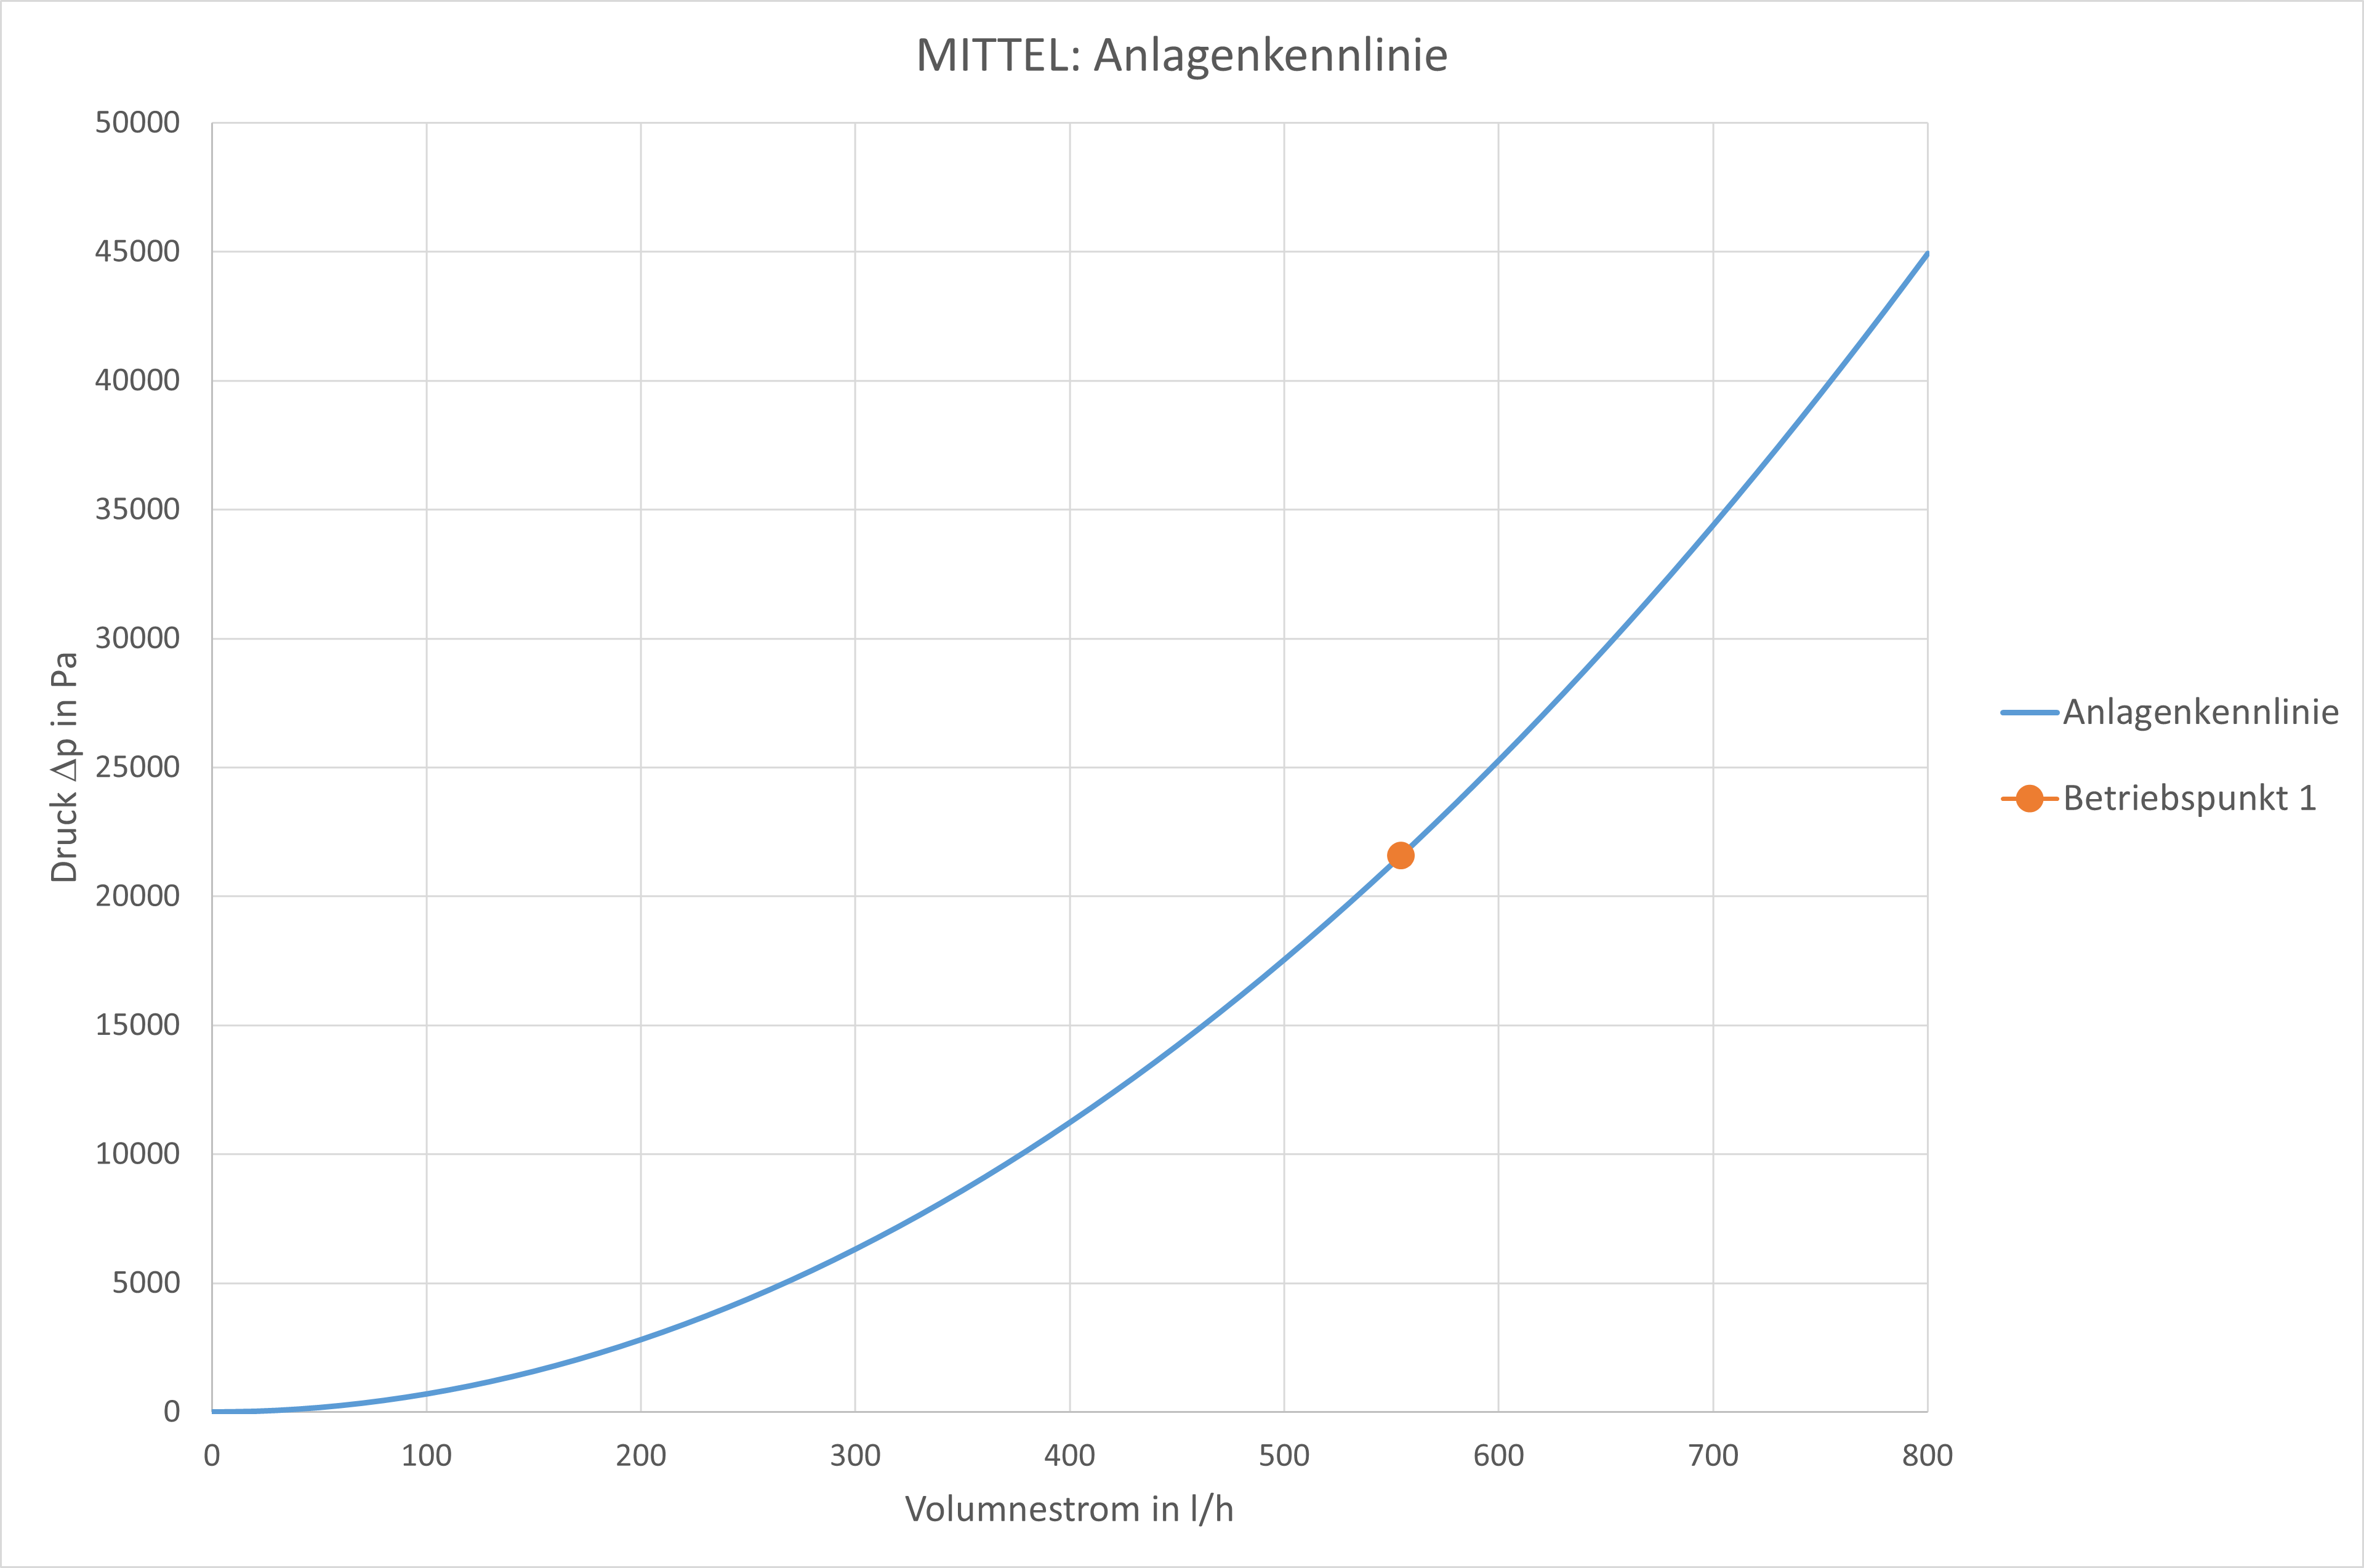 MITTEL: Anlagenkennlinie
50000
45000
40000
35000
30000
25000
20000
15000
10000
5000
0
Druck Δp in Pa
0 100 200 300 400 500 600 700 800
Volumnestrom in l/h
Anlagenkennlinie
Betriebspunkt 1